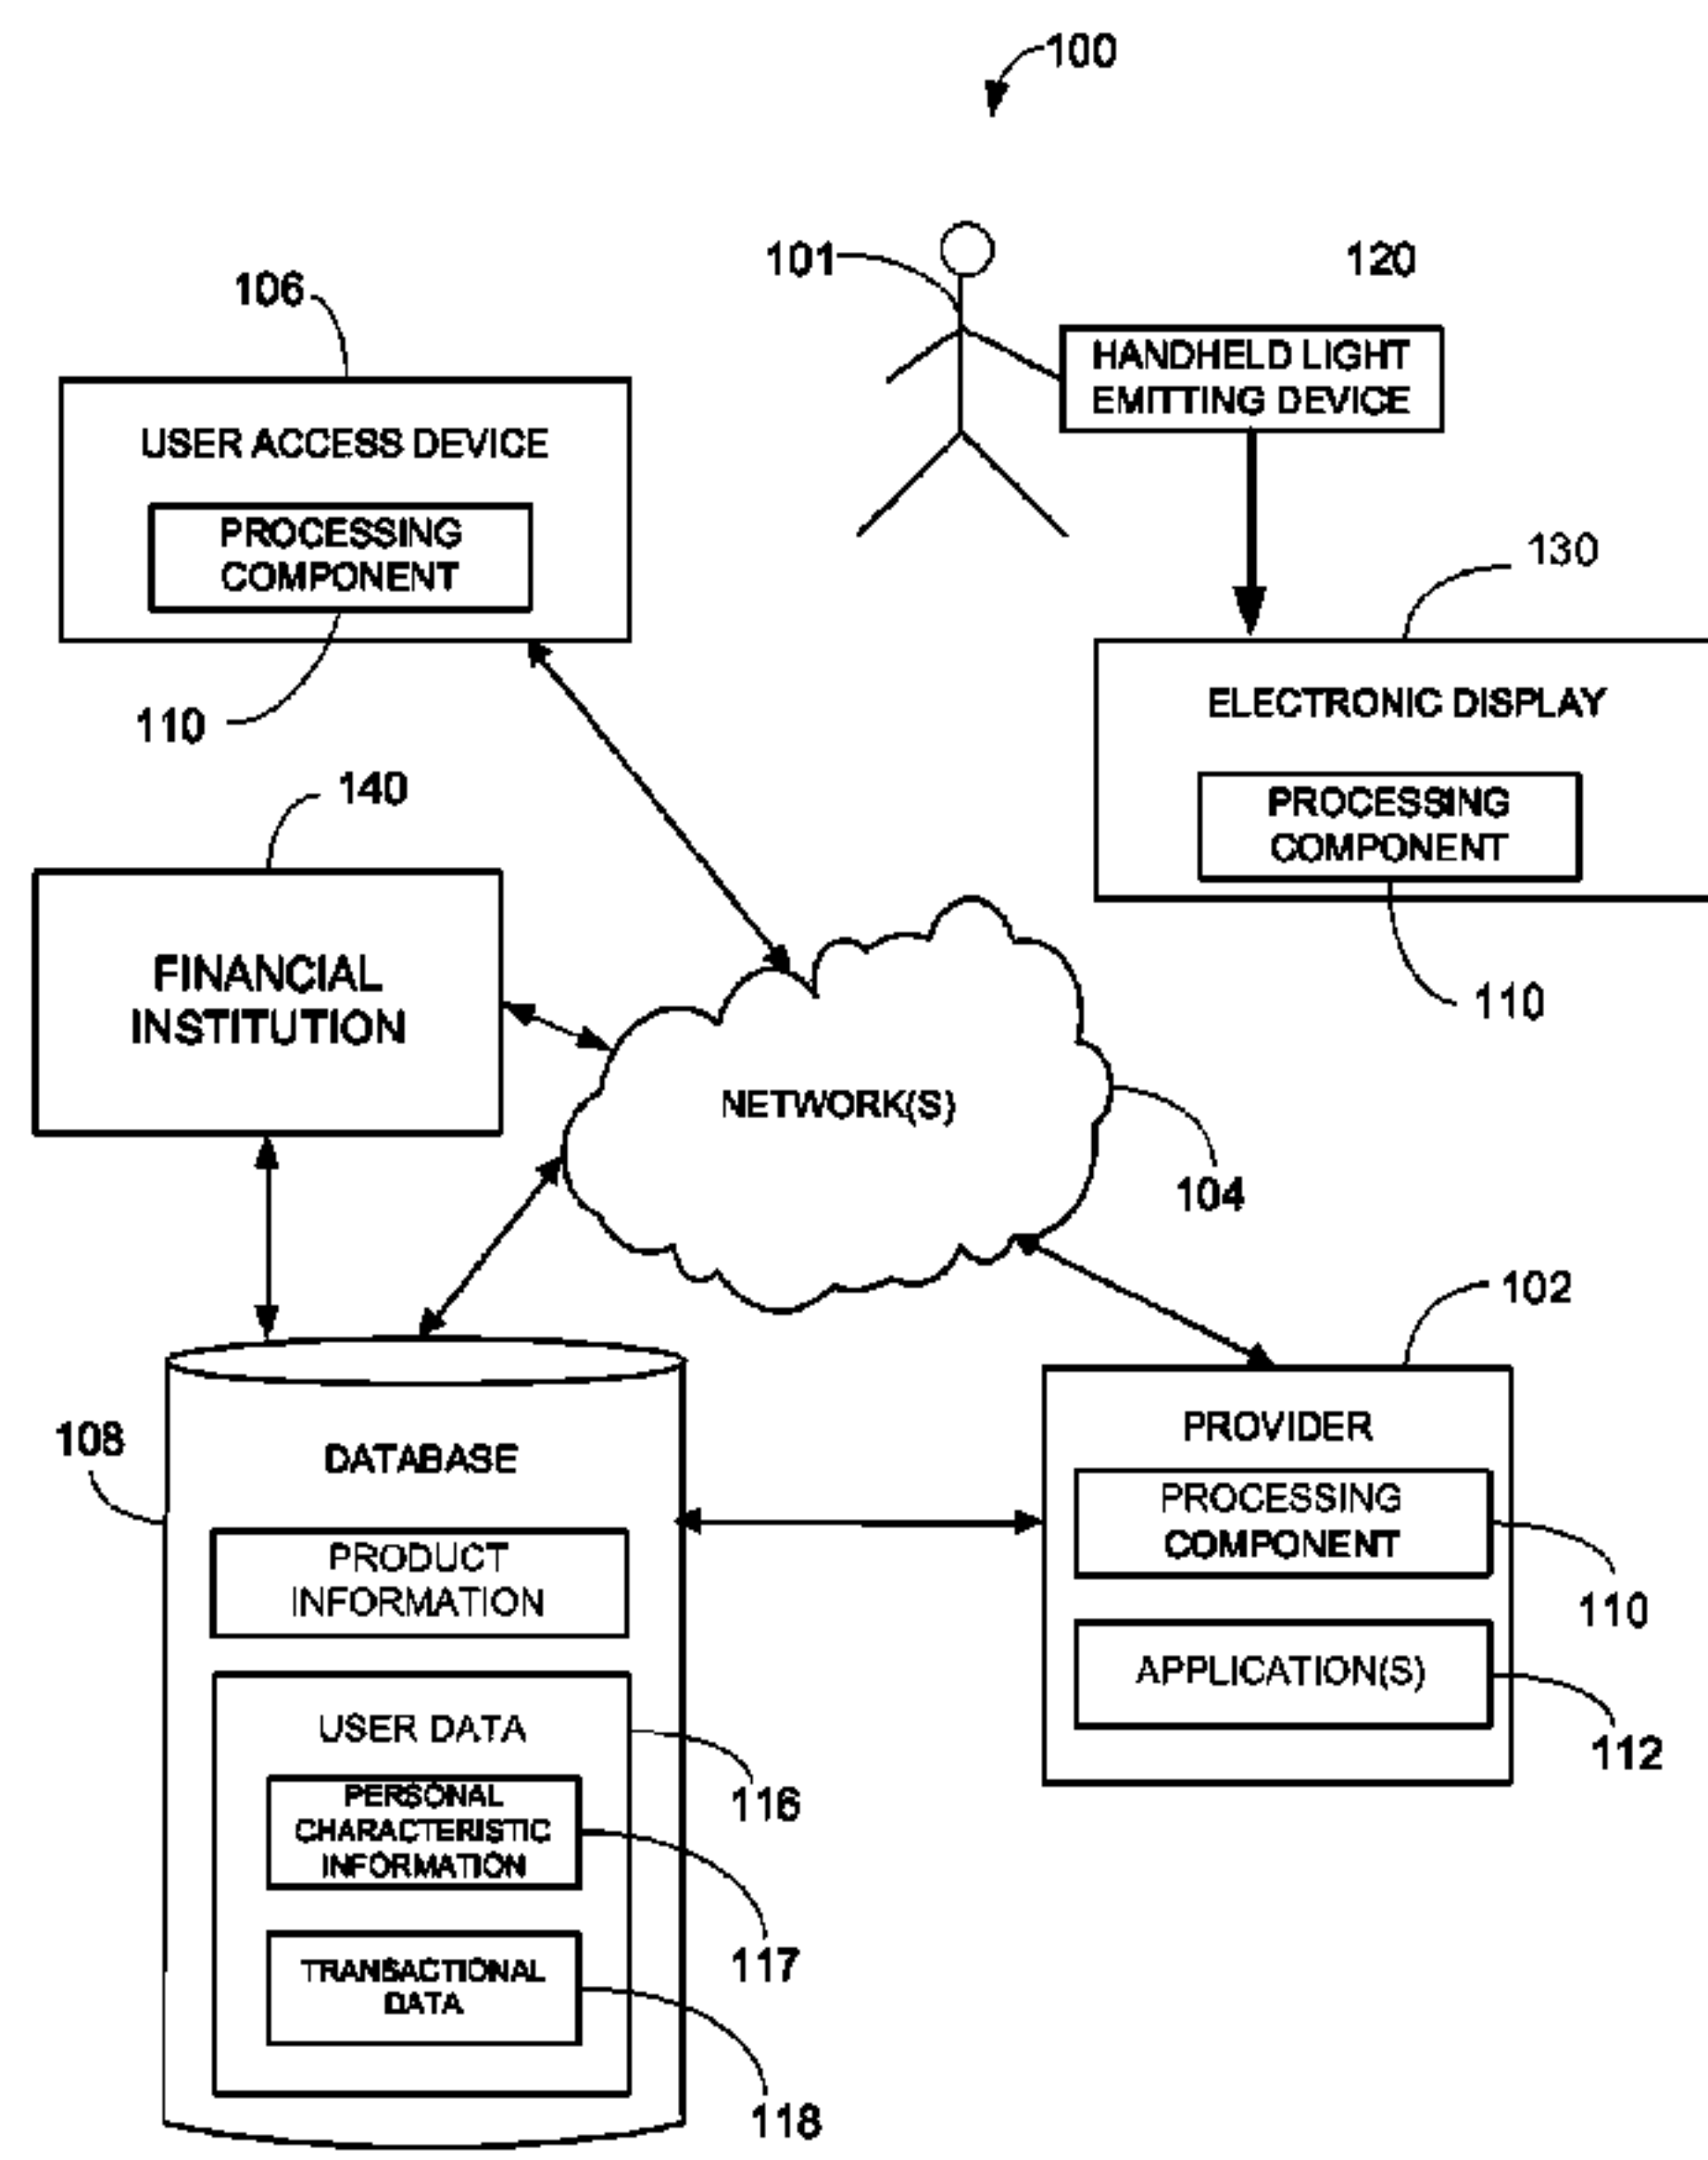 100
101
120
106
HANDHELD LIGHT
EMITTING DEVICE
USER ACCESS DEVICE
PROCESSING
COMPONENT
130
110
ELECTRONIC DISPLAY
140
PROCESSING
COMPONENT
FINANCIAL
INSTITUTION
110
NETWORK(S)
104
102
108
DATABASE
PROVIDER
PROCESSING
COMPONENT
PRODUCT
INFORMATION
110
APPLICATION(S)
USER DATA
112
116
PERSONAL
CHARACTERISTIC
INFORMATION
117
TRANSACTIONAL
DATA
118